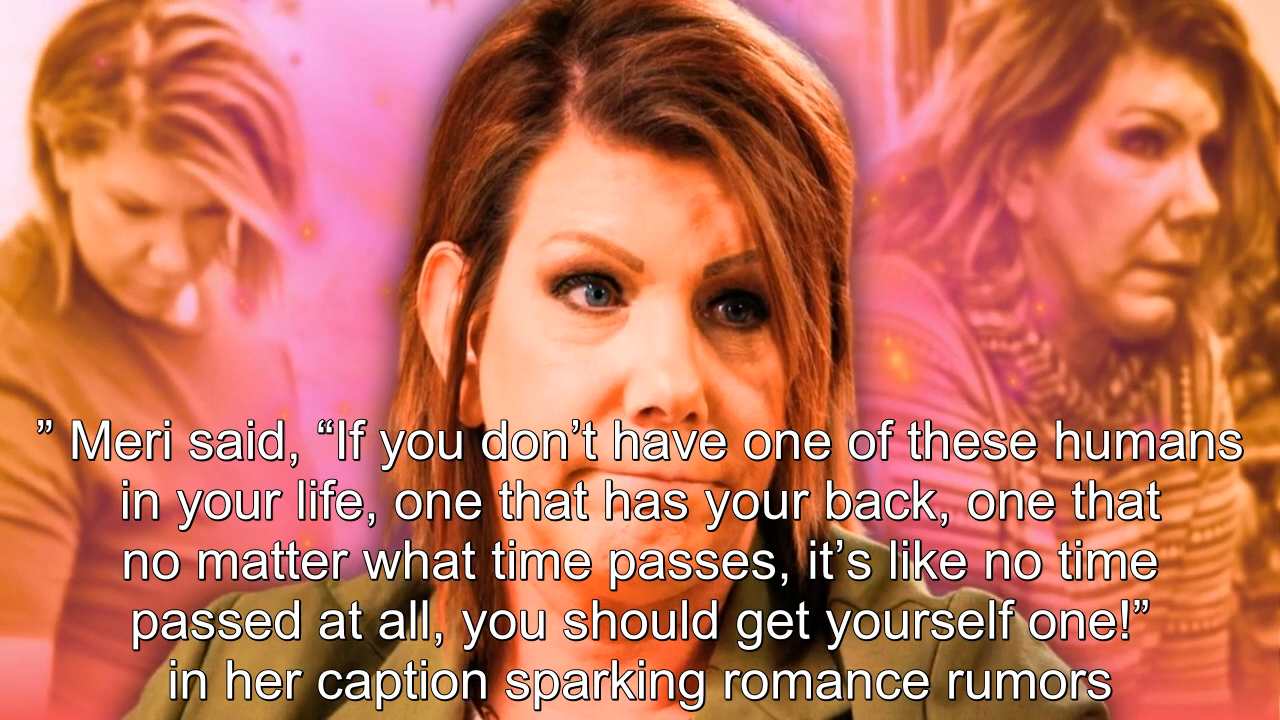 ” Meri said, “If you don’t have one of these humans
in your life, one that has your back, one that
no matter what time passes, it’s like no time
passed at all, you should get yourself one!”
in her caption sparking romance rumors